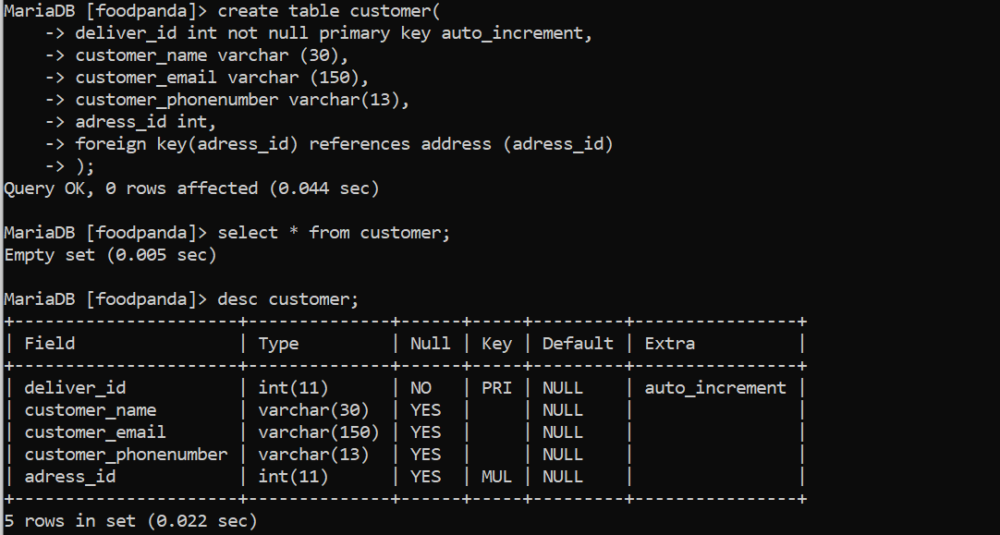 MariaDB [foodpanda]> create table customer(
    -> deliver_id int not null primary key auto_increment,
    -> customer_name varchar (30),
    -> customer_email varchar (150),
    -> customer_phonenumber varchar(13),
    -> adress_id int,
    -> foreign key(adress_id) references address (adress_id)
    -> );
Query OK, 0 rows affected (0.044 sec)

MariaDB [foodpanda]> select * from customer;
Empty set (0.005 sec)

MariaDB [foodpanda]> desc customer;
+----------------------+--------------+------+-----+---------+----------------+
| Field                | Type         | Null | Key | Default | Extra          |
+----------------------+--------------+------+-----+---------+----------------+
| deliver_id           | int(11)      | NO   | PRI | NULL    | auto_increment |
| customer_name        | varchar(30)  | YES  |     | NULL    |                |
| customer_email       | varchar(150) | YES  |     | NULL    |                |
| customer_phonenumber | varchar(13)  | YES  |     | NULL    |                |
| adress_id            | int(11)      | YES  | MUL | NULL    |                |
+----------------------+--------------+------+-----+---------+----------------+
5 rows in set (0.022 sec)